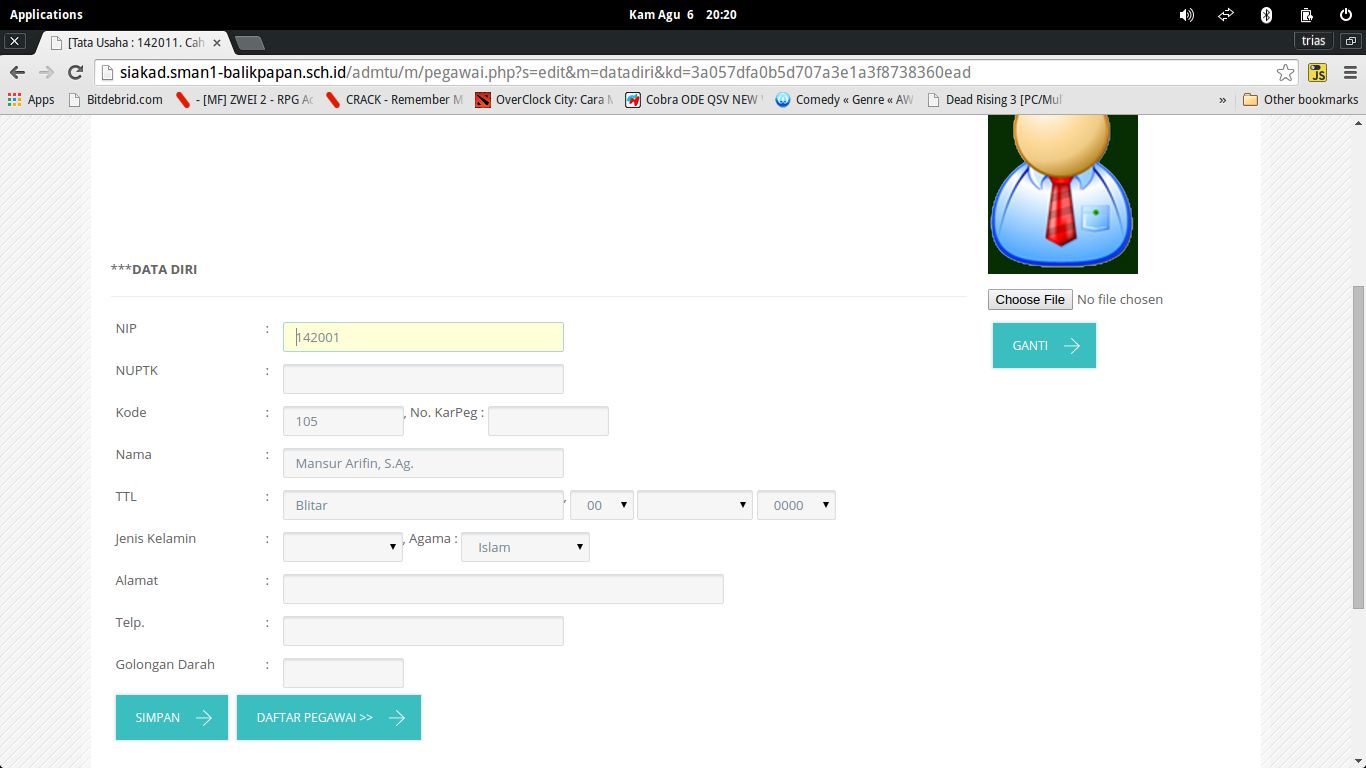 Applications
Kam Agu 6 20:20
[Tata Usaha : 142011. Cah
trias
siakad.sman1-balikpapan.sch.id/admtu/m/pegawai.php?s=edit&m=datadiri&kd=3a057dfa0b5d707a3e1a3f8738360ead
JS
Apps Bitdebrid.com - [MF] ZWEI 2 - RPG Ac CRACK - Remember M OverClock City: Cara M Cobra ODE QSV NEW Comedy « Genre « AW Dead Rising 3 [PC/Mul » Other bookmarks
***DATA DIRI
Choose File No file chosen
NIP : 142001
GANTI
NUPTK :
Kode : 105 , No. KarPeg :
Nama : Mansur Arifin, S.Ag.
TTL : Blitar , 00 0000
Jenis Kelamin : , Agama : Islam
Alamat :
Telp. :
Golongan Darah :
SIMPAN DAFTAR PEGAWAI >>